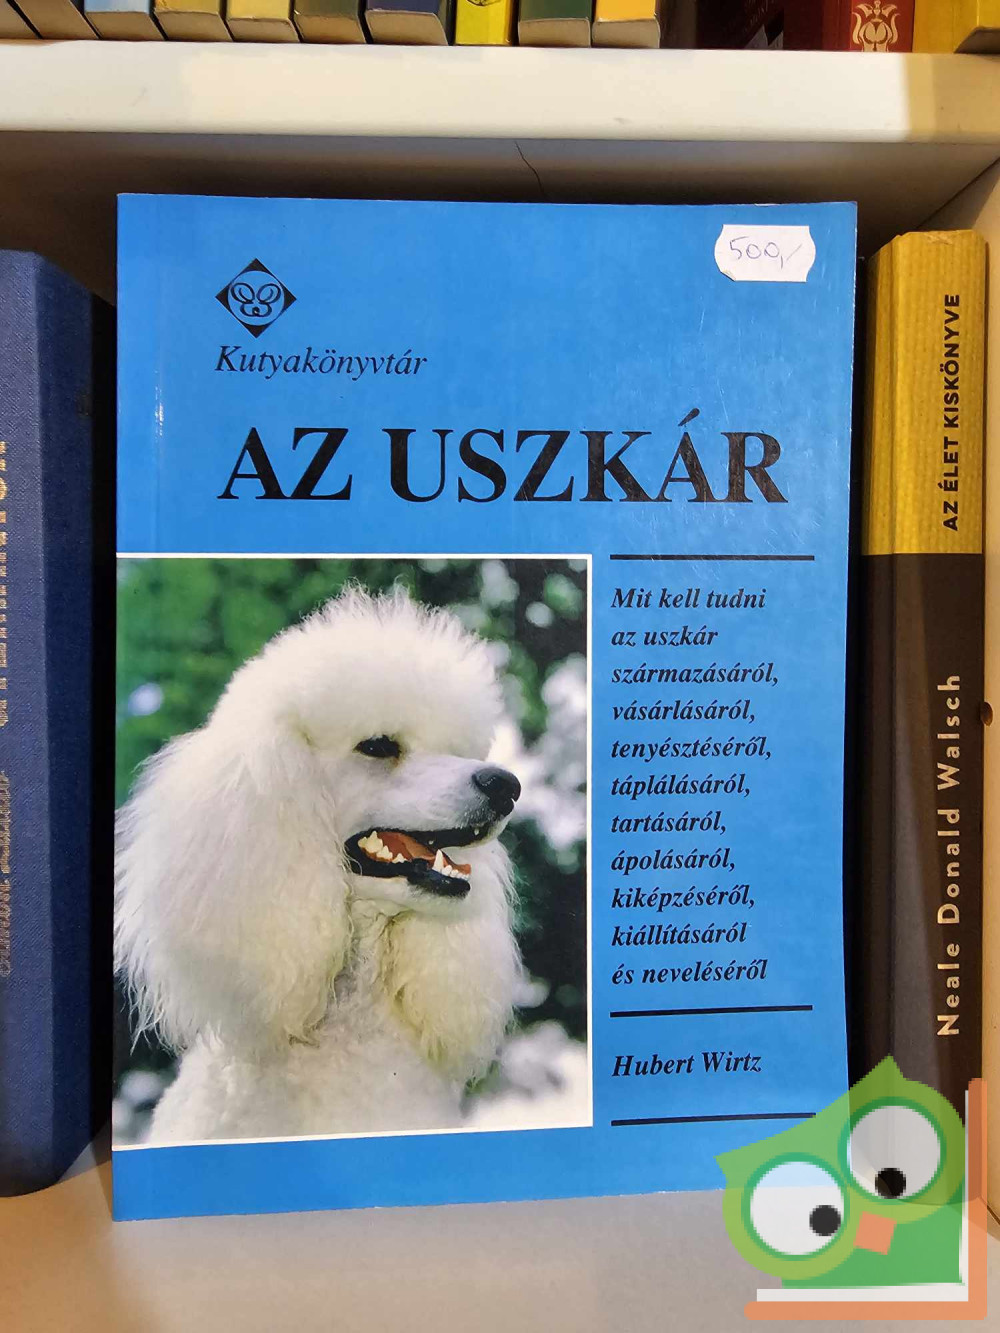 500,-
Kutyakönyvtár
AZ USZKÁR
Mit kell tudni
az uszkár
származásáról,
vásárlásáról,
tenyésztéséről,
táplálásáról,
tartásáról,
ápolásáról,
kiképzéséről,
kiállításáról
és neveléséről
Hubert Wirtz
AZ ÉLET KISKÖNYVE
Neale Donald Walsch